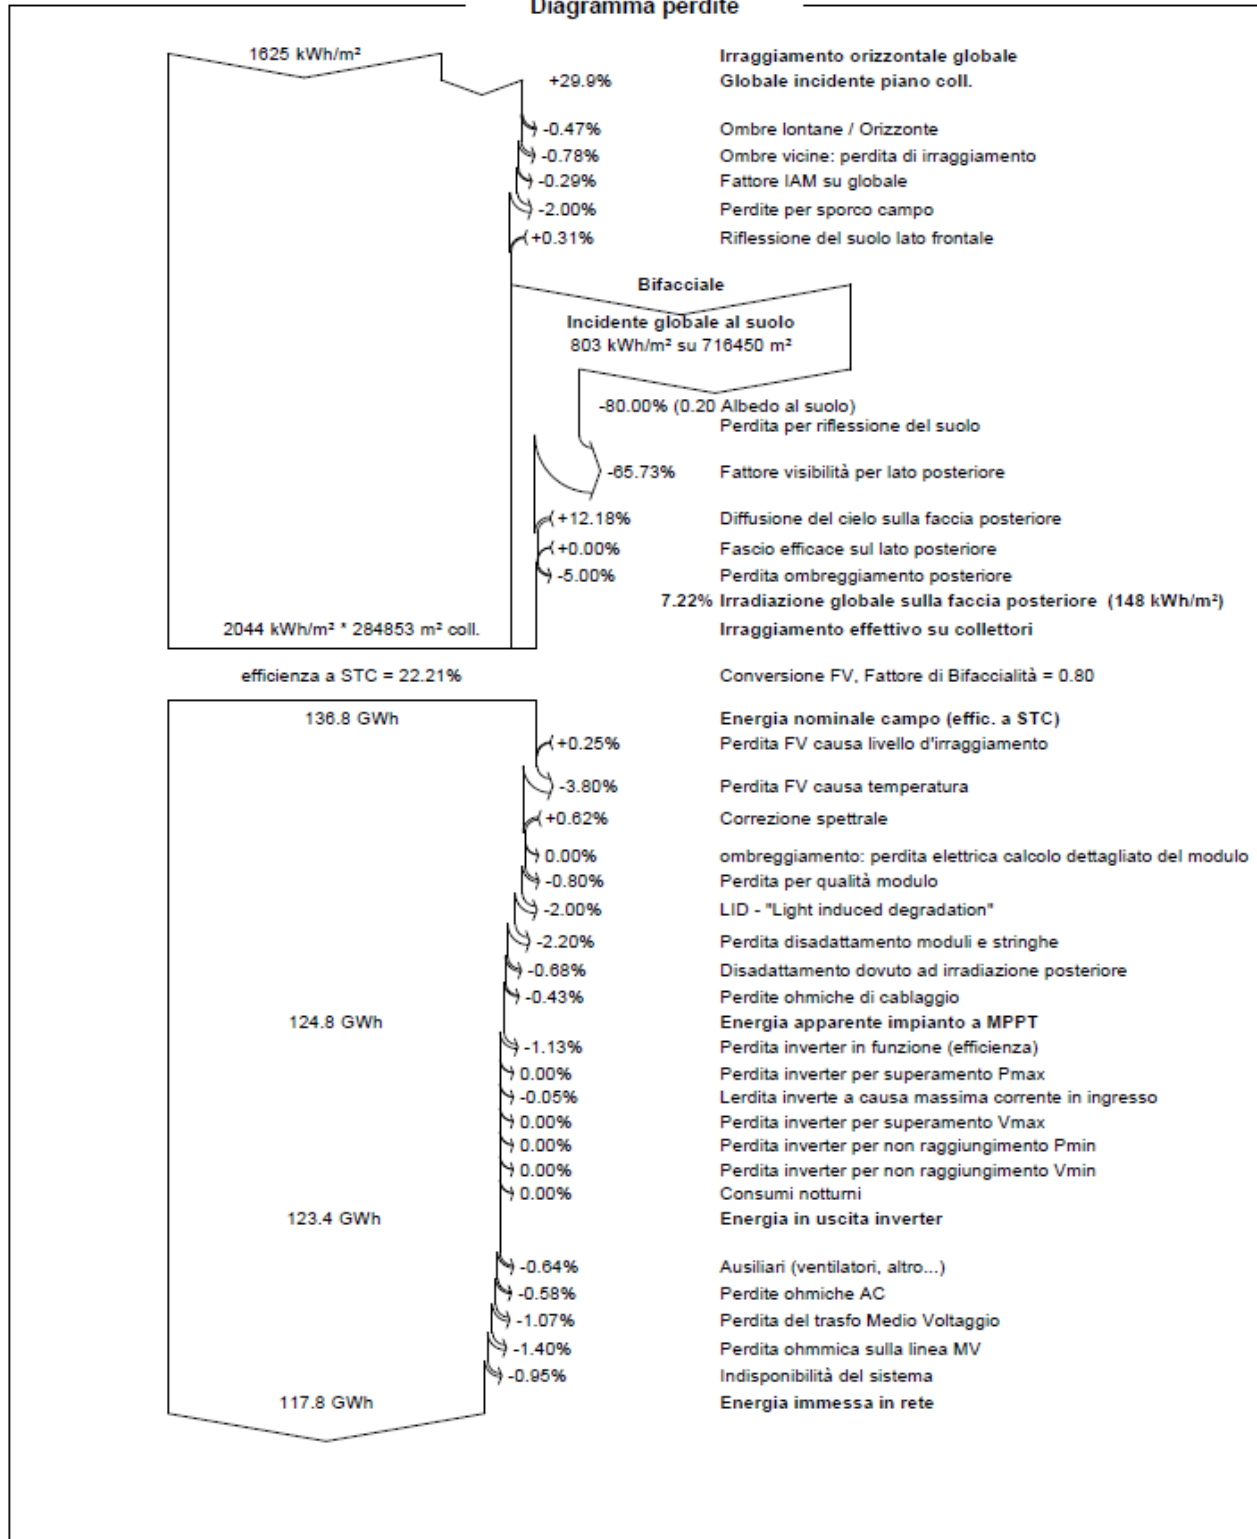 Diagramma perdite
1625 kWh/m²
Irraggiamento orizzontale globale
+29.9% Globale incidente piano coll.
-0.47% Ombre lontane / Orizzonte
-0.78% Ombre vicine: perdita di irraggiamento
-0.29% Fattore IAM su globale
-2.00% Perdite per sporco campo
+0.31% Riflessione del suolo lato frontale
Bifacciale
Incidente globale al suolo
803 kWh/m² su 716450 m²
-80.00% (0.20 Albedo al suolo)
Perdita per riflessione del suolo
-65.73% Fattore visibilità per lato posteriore
+12.18% Diffusione del cielo sulla faccia posteriore
+0.00% Fascio efficace sul lato posteriore
-5.00% Perdita ombreggiamento posteriore
7.22% Irradiazione globale sulla faccia posteriore (148 kWh/m²)
2044 kWh/m² * 284853 m² coll. Irraggiamento effettivo su collettori
efficienza a STC = 22.21% Conversione FV, Fattore di Bifaccialità = 0.80
136.8 GWh Energia nominale campo (effic. a STC)
+0.25% Perdita FV causa livello d'irraggiamento
-3.80% Perdita FV causa temperatura
+0.62% Correzione spettrale
0.00% ombreggiamento: perdita elettrica calcolo dettagliato del modulo
-0.80% Perdita per qualità modulo
-2.00% LID - "Light induced degradation"
-2.20% Perdita disadattamento moduli e stringhe
-0.68% Disadattamento dovuto ad irradiazione posteriore
-0.43% Perdite ohmiche di cablaggio
124.8 GWh Energia apparente impianto a MPPT
-1.13% Perdita inverter in funzione (efficienza)
0.00% Perdita inverter per superamento Pmax
-0.05% Lerdita inverte a causa massima corrente in ingresso
0.00% Perdita inverter per superamento Vmax
0.00% Perdita inverter per non raggiungimento Pmin
0.00% Perdita inverter per non raggiungimento Vmin
0.00% Consumi notturni
123.4 GWh Energia in uscita inverter
-0.64% Ausiliari (ventilatori, altro...)
-0.58% Perdite ohmiche AC
-1.07% Perdita del trasfo Medio Voltaggio
-1.40% Perdita ohmmica sulla linea MV
-0.95% Indisponibilità del sistema
117.8 GWh Energia immessa in rete